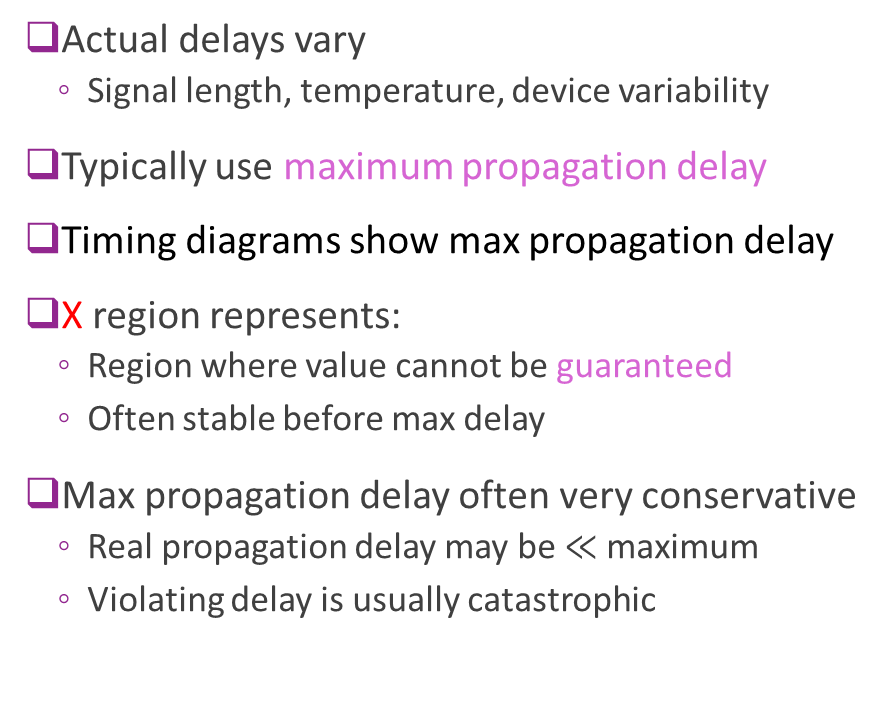 Actual delays vary
Signal length, temperature, device variability
Typically use maximum propagation delay
Timing diagrams show max propagation delay
X region represents:
Region where value cannot be guaranteed
Often stable before max delay
Max propagation delay often very conservative
Real propagation delay may be ≪ maximum
Violating delay is usually catastrophic